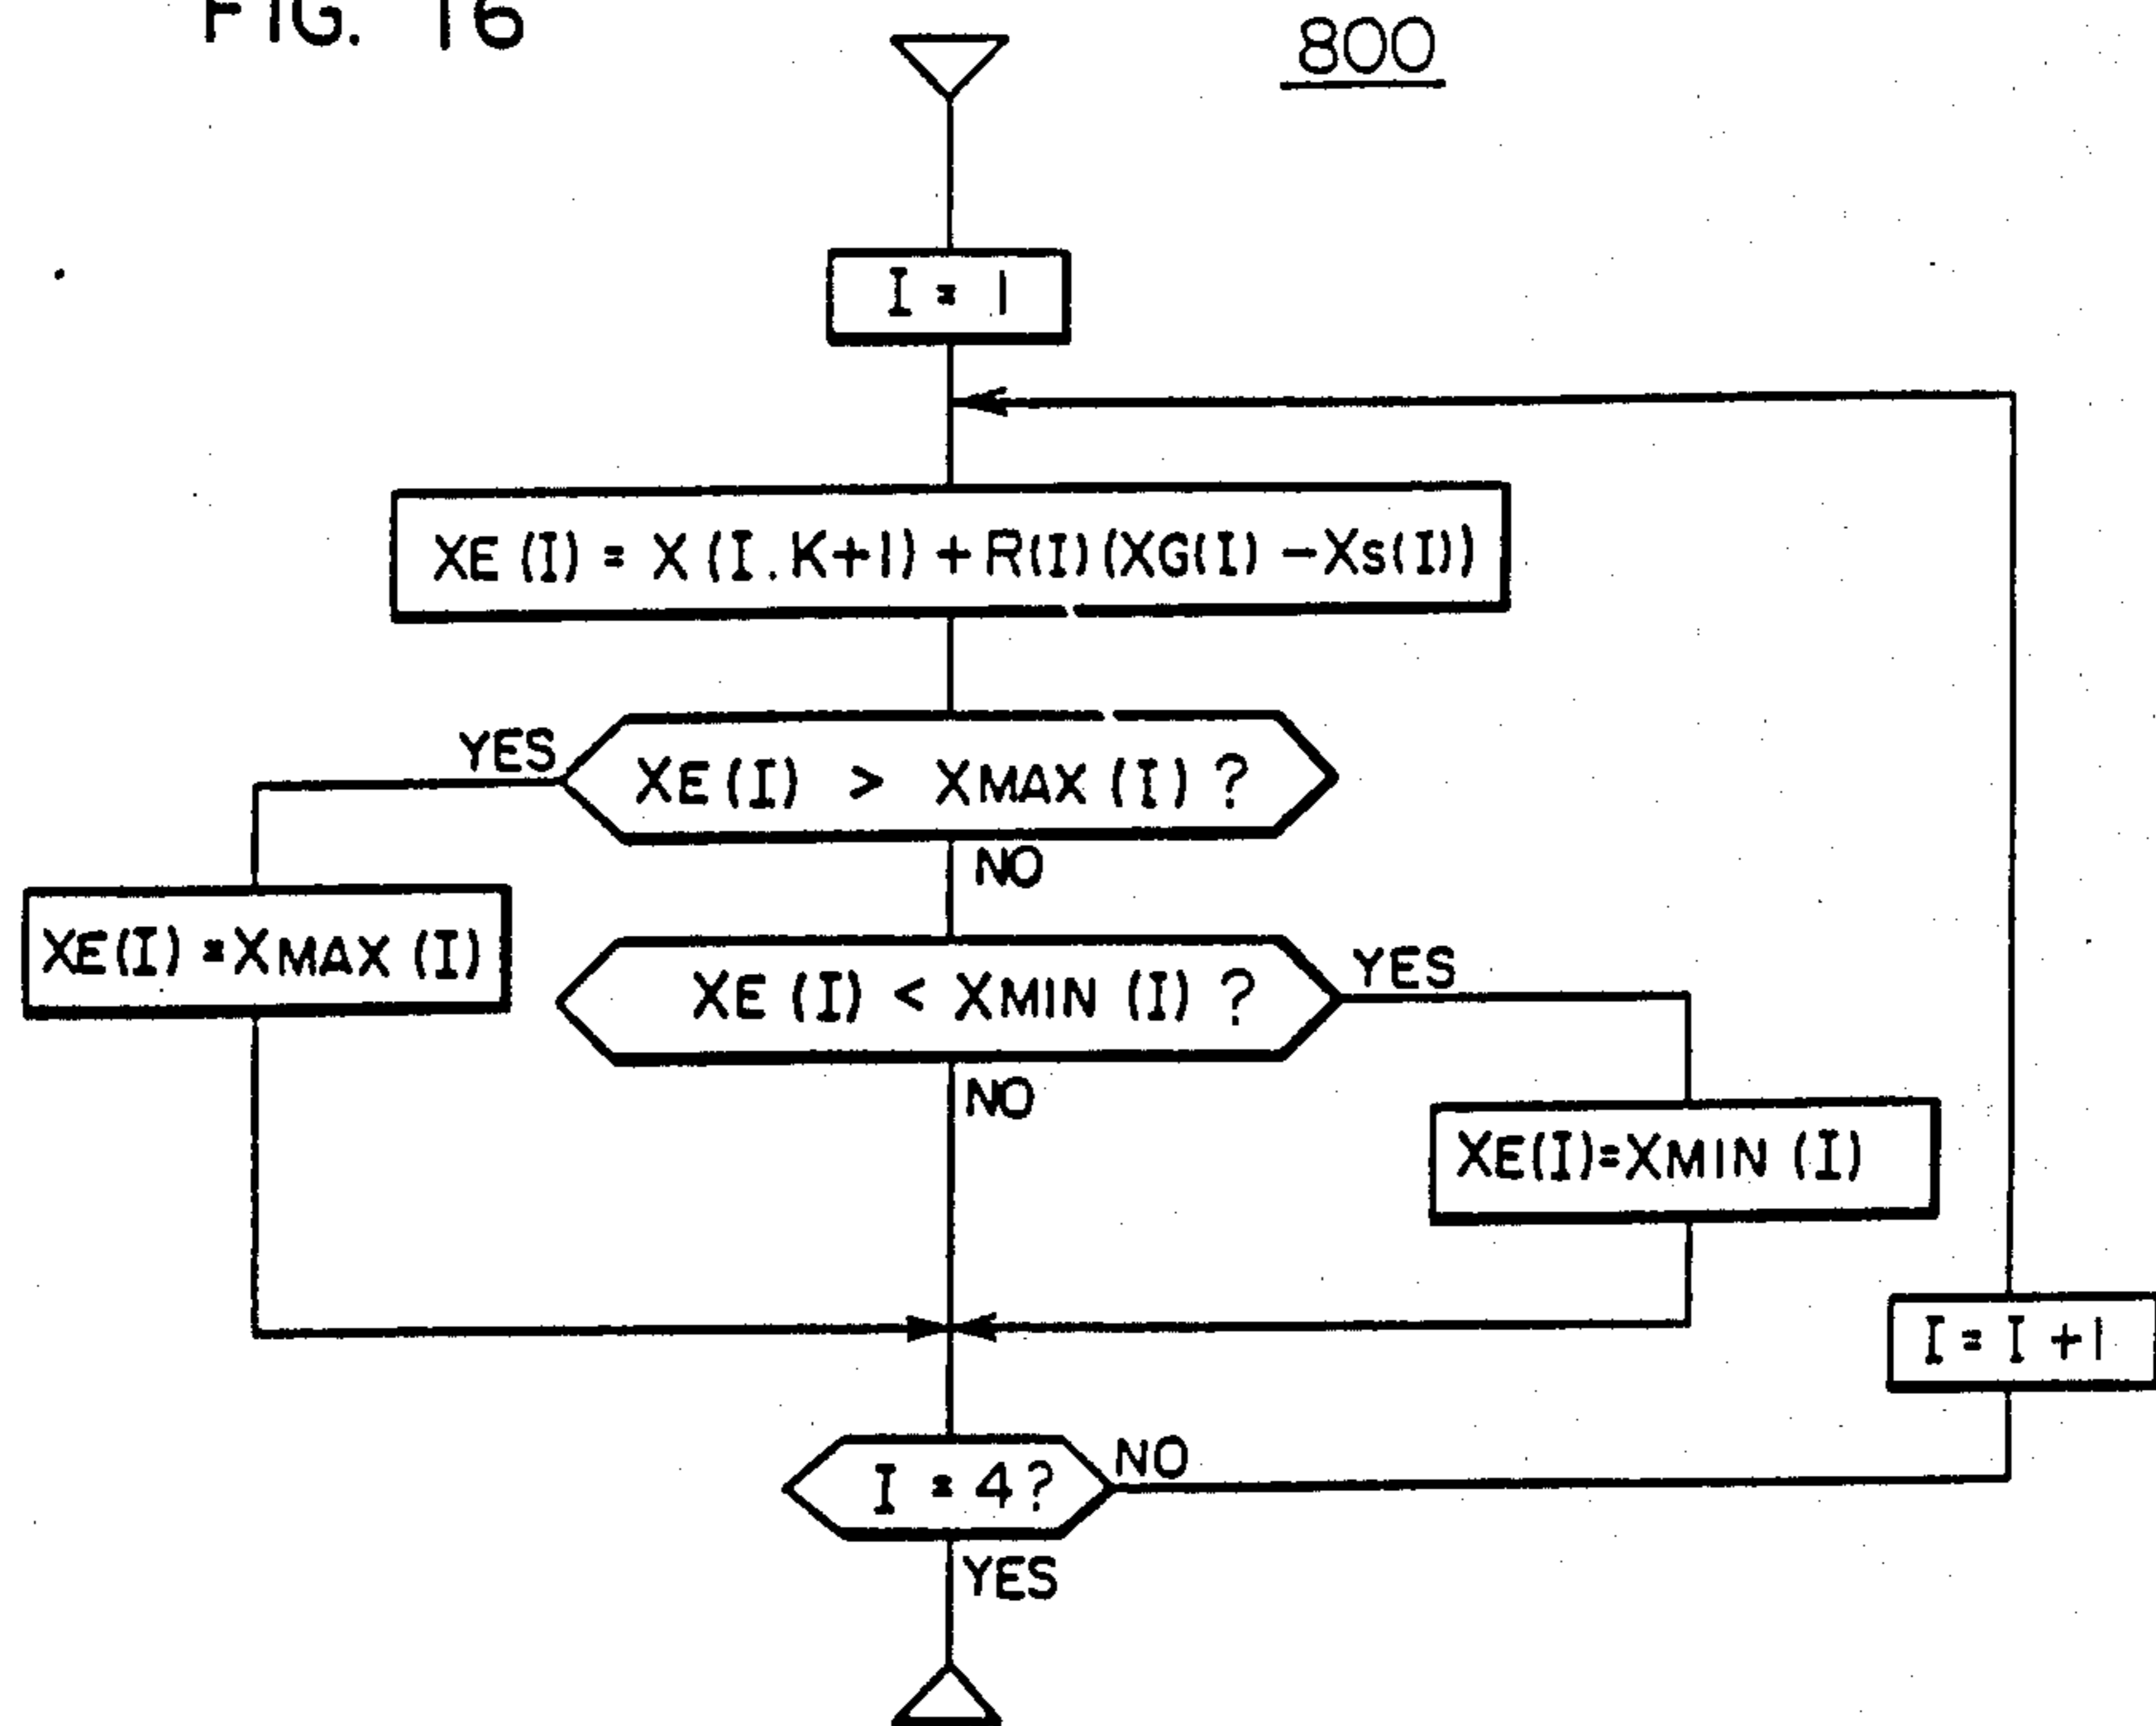 FIG. 16
800
I = 1
XE (I) = X (I.K+1) + R(I) (XG(I) - Xs(I))
YES
XE (I) > XMAX (I) ?
NO
XE(I) = XMAX (I)
XE (I) < XMIN (I) ?
YES
NO
XE(I)=XMIN (I)
I = I + 1
I = 4 ?
NO
YES